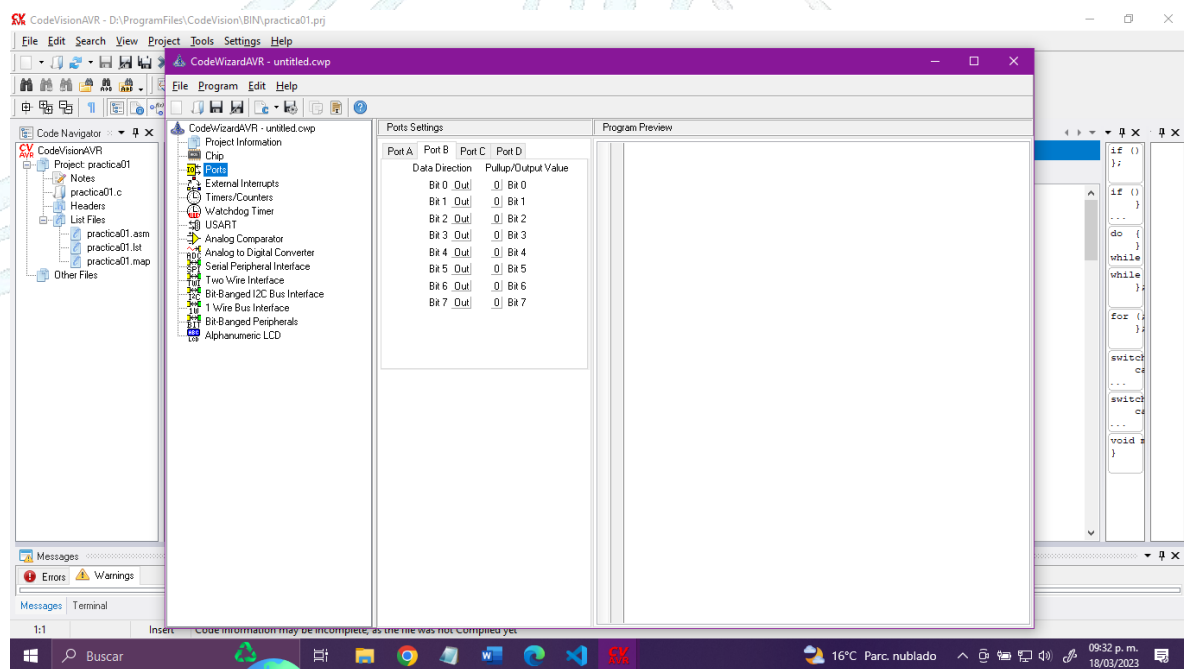 CodeVisionAVR - D:\ProgramFiles\CodeVision\BIN\practica01.prj
File Edit Search View Project Tools Settings Help
CodeWizardAVR - untitled.cwp
File Program Edit Help
Code Navigator
CodeVisionAVR
Project: practica01
Notes
practica01.c
Headers
List Files
practica01.asm
practica01.lst
practica01.map
Other Files
CodeWizardAVR - untitled.cwp
Project Information
Chip
Ports
External Interrupts
Timers/Counters
Watchdog Timer
USART
Analog Comparator
Analog to Digital Converter
Serial Peripheral Interface
Two Wire Interface
Bit-Banged I2C Bus Interface
1 Wire Bus Interface
Bit-Banged Peripherals
Alphanumeric LCD
Ports Settings
Port A Port B Port C Port D
Data Direction Pullup/Output Value
Bit 0 Out 0 Bit 0
Bit 1 Out 0 Bit 1
Bit 2 Out 0 Bit 2
Bit 3 Out 0 Bit 3
Bit 4 Out 0 Bit 4
Bit 5 Out 0 Bit 5
Bit 6 Out 0 Bit 6
Bit 7 Out 0 Bit 7
Program Preview
if ()
};
if ()
}
...
do {
}
while
while
};
for (;
};
switch
...
switch
...
void
}
Messages
Errors Warnings
Messages Terminal
1:1 Insert Code information may be incomplete, as the file was not compiled yet
Buscar
16°C Parc. nublado
09:32 p. m.
18/03/2023